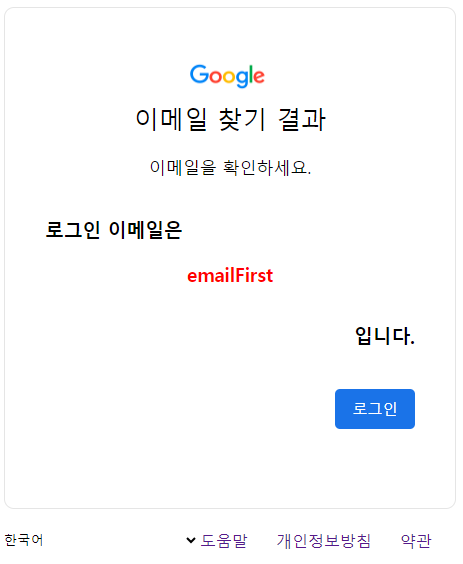 Google
이메일 찾기 결과
이메일을 확인하세요.
로그인 이메일은
emailFirst
입니다.
로그인
한국어 도움말 개인정보방침 약관